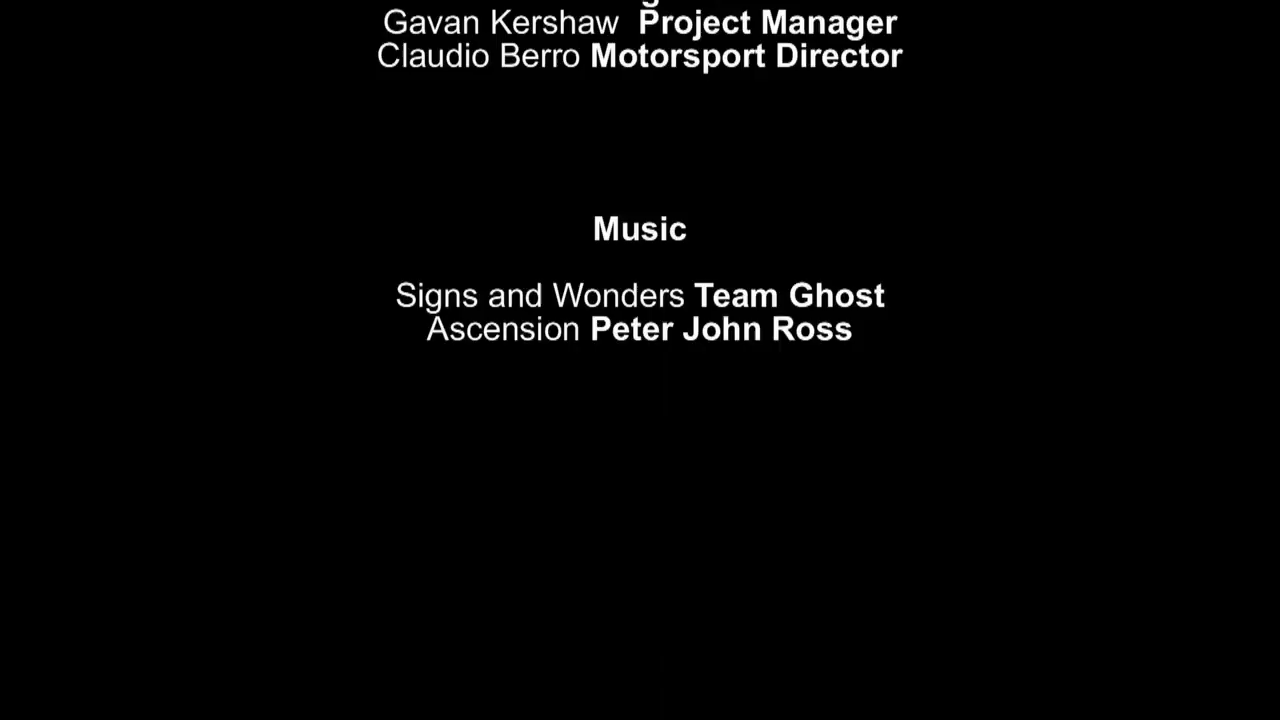 Gavan Kershaw  Project Manager
Claudio Berro Motorsport Director
Music
Signs and Wonders Team Ghost
Ascension Peter John Ross